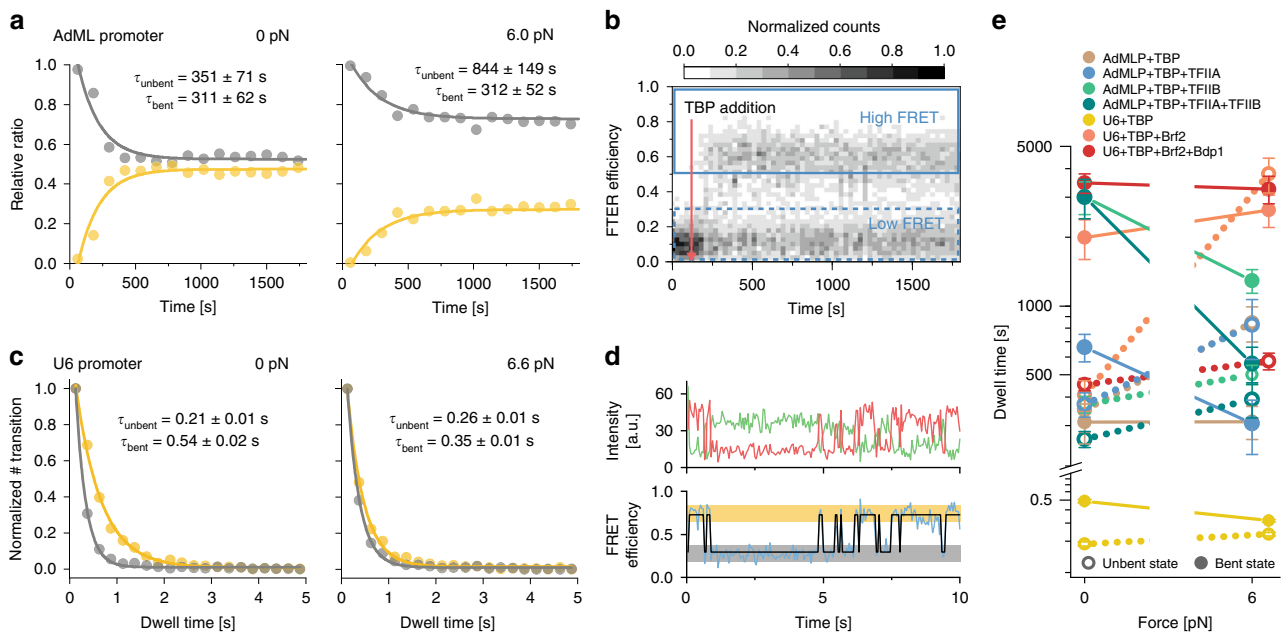 a
AdML promoter
0 pN
6.0 pN
τunbent = 351 ± 71 s
τbent = 311 ± 62 s
τunbent = 844 ± 149 s
τbent = 312 ± 52 s
Relative ratio
1.0
0.8
0.6
0.4
0.2
0.0
0
500
1000
1500
0
500
1000
1500
Time [s]
Time [s]
b
Normalized counts
0.0
0.2
0.4
0.6
0.8
1.0
TBP addition
High FRET
Low FRET
FTER efficiency
1.0
0.8
0.6
0.4
0.2
0.0
0
500
1000
1500
Time [s]
c
U6 promoter
0 pN
6.6 pN
τunbent = 0.21 ± 0.01 s
τbent = 0.54 ± 0.02 s
τunbent = 0.26 ± 0.01 s
τbent = 0.35 ± 0.01 s
Normalized # transition
1.0
0.8
0.6
0.4
0.2
0.0
0
1
2
3
4
5
0
1
2
3
4
5
Dwell time [s]
Dwell time [s]
d
Intensity
[a.u.]
60
30
0
FRET
efficiency
1.0
0.5
0.0
0
5
10
Time [s]
e
AdMLP+TBP
AdMLP+TBP+TFIIA
AdMLP+TBP+TFIIB
AdMLP+TBP+TFIIA+TFIIB
U6+TBP
U6+TBP+Brf2
U6+TBP+Brf2+Bdp1
Dwell time [s]
5000
1000
500
0.5
Unbent state
Bent state
0
6
Force [pN]